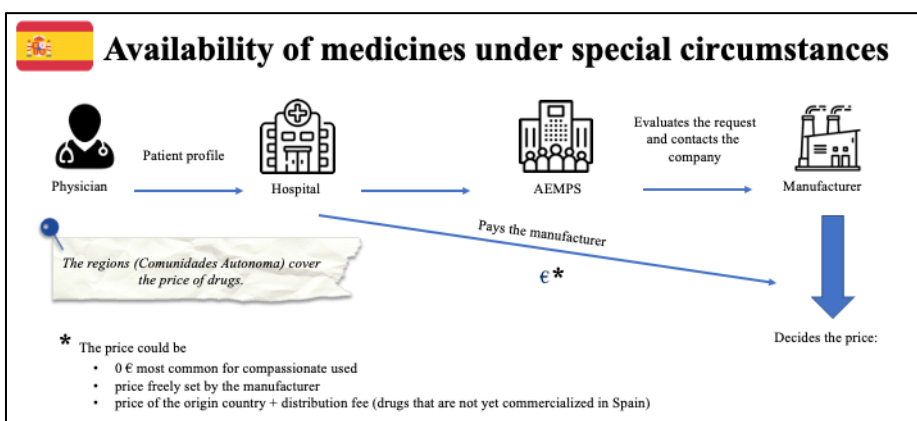 Availability of medicines under special circumstances
Evaluates the request
and contacts the
company
Patient profile
Physician
Hospital
AEMPS
Manufacturer
Pays the manufacturer
The regions (Comunidades Autonoma) cover
the price of drugs.
€*
Decides the price:
* The price could be
• 0 € most common for compassionate used
• price freely set by the manufacturer
• price of the origin country + distribution fee (drugs that are not yet commercialized in Spain)